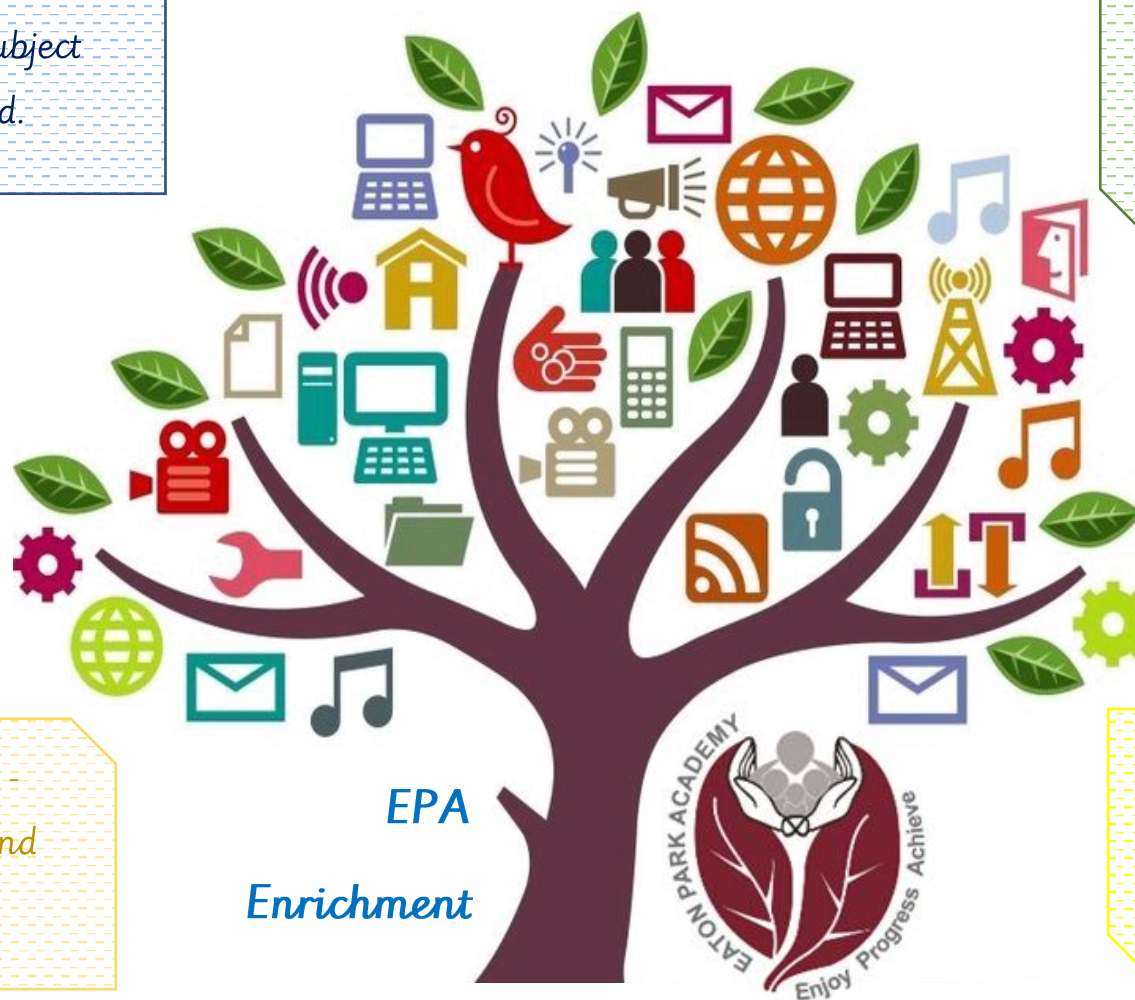 ubject
d.
-
nd
EPA
Enrichment
EATON PARK ACADEMY
Enjoy Progress Achieve